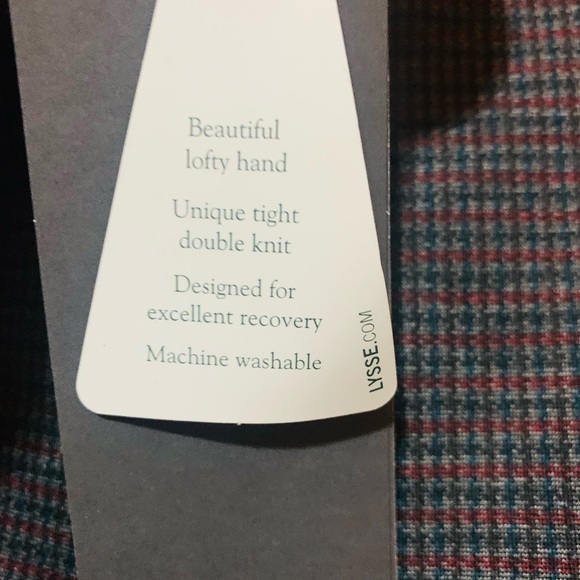 Beautiful
lofty hand
Unique tight
double knit
Designed for
excellent recovery
Machine washable
LYSSE.COM